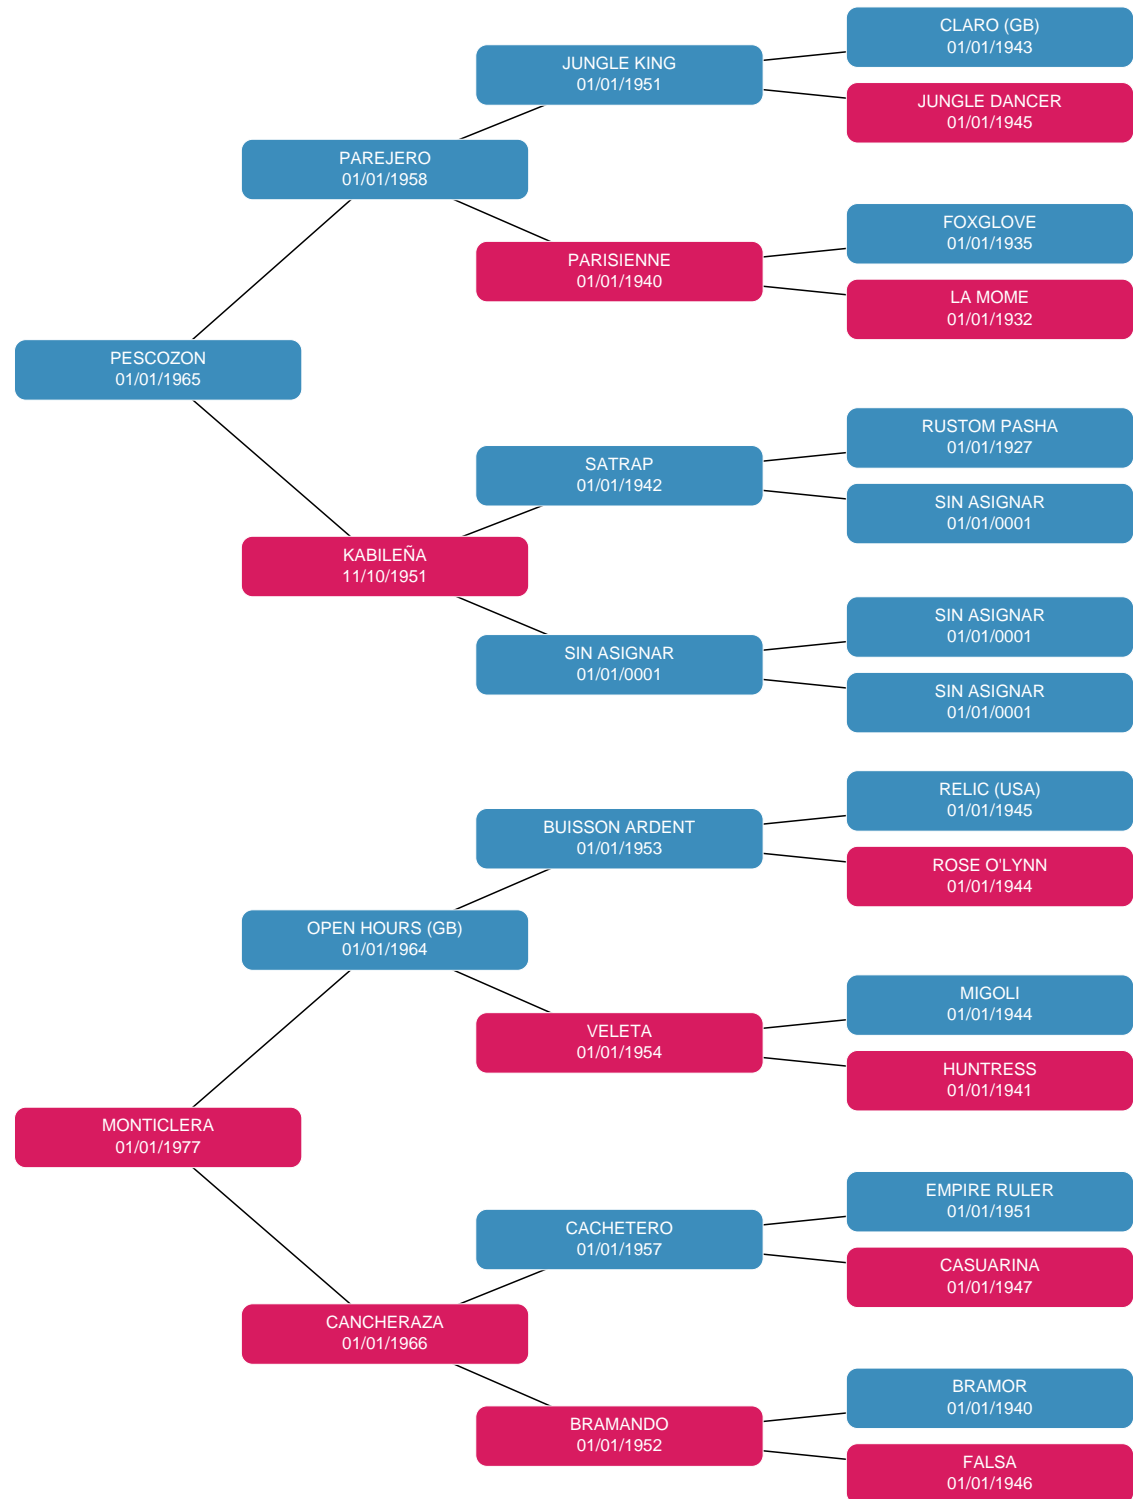 CLARO (GB)
01/01/1943
JUNGLE KING
01/01/1951
JUNGLE DANCER
01/01/1945
PAREJERO
01/01/1958
FOXGLOVE
01/01/1935
PARISIENNE
01/01/1940
LA MOME
01/01/1932
PESCOZON
01/01/1965
RUSTOM PASHA
01/01/1927
SATRAP
01/01/1942
SIN ASIGNAR
01/01/0001
KABILEÑA
11/10/1951
SIN ASIGNAR
01/01/0001
SIN ASIGNAR
01/01/0001
SIN ASIGNAR
01/01/0001
RELIC (USA)
01/01/1945
BUISSON ARDENT
01/01/1953
ROSE O'LYNN
01/01/1944
OPEN HOURS (GB)
01/01/1964
MIGOLI
01/01/1944
VELETA
01/01/1954
HUNTRESS
01/01/1941
MONTICLERA
01/01/1977
EMPIRE RULER
01/01/1951
CACHETERO
01/01/1957
CASUARINA
01/01/1947
CANCHERAZA
01/01/1966
BRAMOR
01/01/1940
BRAMANDO
01/01/1952
FALSA
01/01/1946